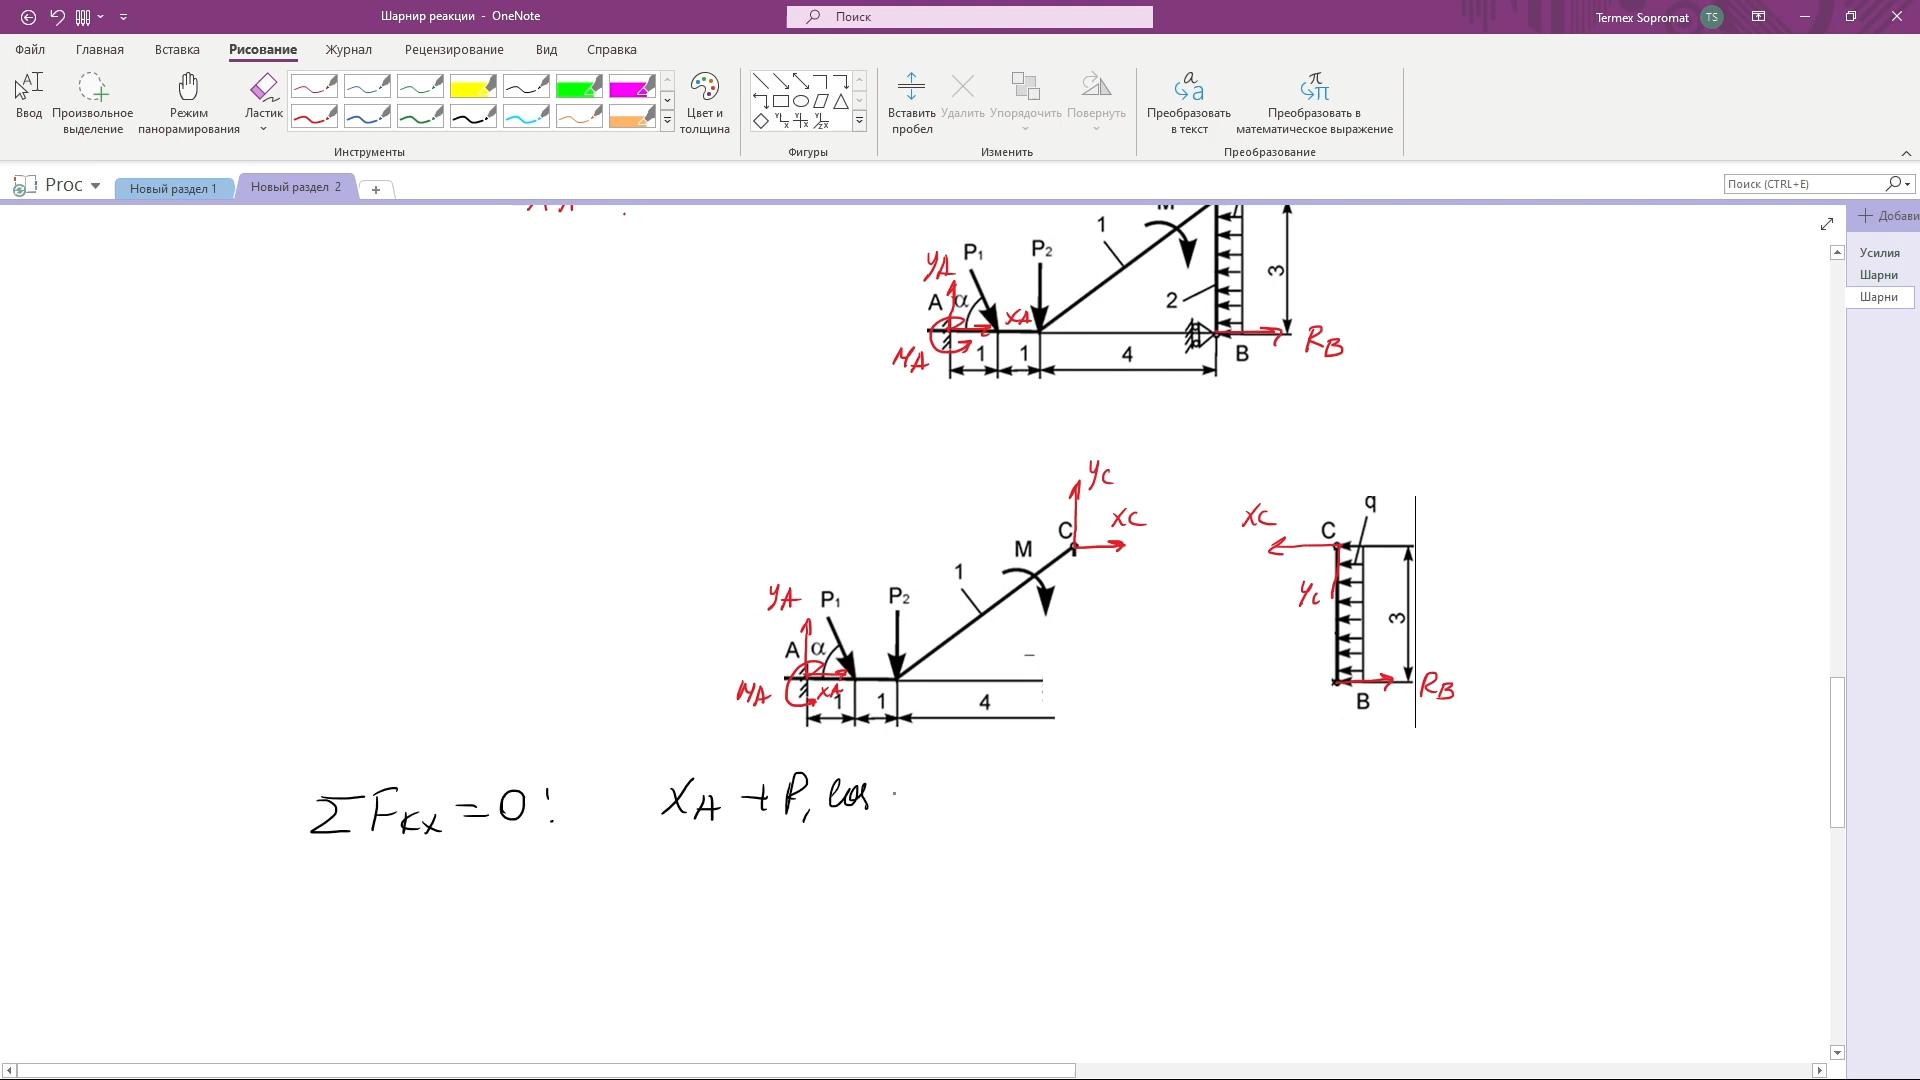 Шарнир реакции - OneNote
Поиск
Termex Sopromat
TS
Файл Главная Вставка Рисование Журнал Рецензирование Вид Справка
Ввод
Произвольное выделение
Режим панорамирования
Ластик
Цвет и толщина
Вставить пробел
Удалить
Упорядочить
Повернуть
Преобразовать в текст
Преобразовать в математическое выражение
Инструменты
Фигуры
Изменить
Преобразование
Proc
Новый раздел 1
Новый раздел 2
Поиск (CTRL+E)
Добави
Усилия
Шарни
Шарни
M
1
YA P1 P2
3
A α
2
XA
RB
MA 1 1 4 B
YC
C XC
M
1
YA P1 P2
A α
MA XA
1 1 4
q
XC C
YC
3
RB
B
ΣFKX = 0: XA + P1 cos